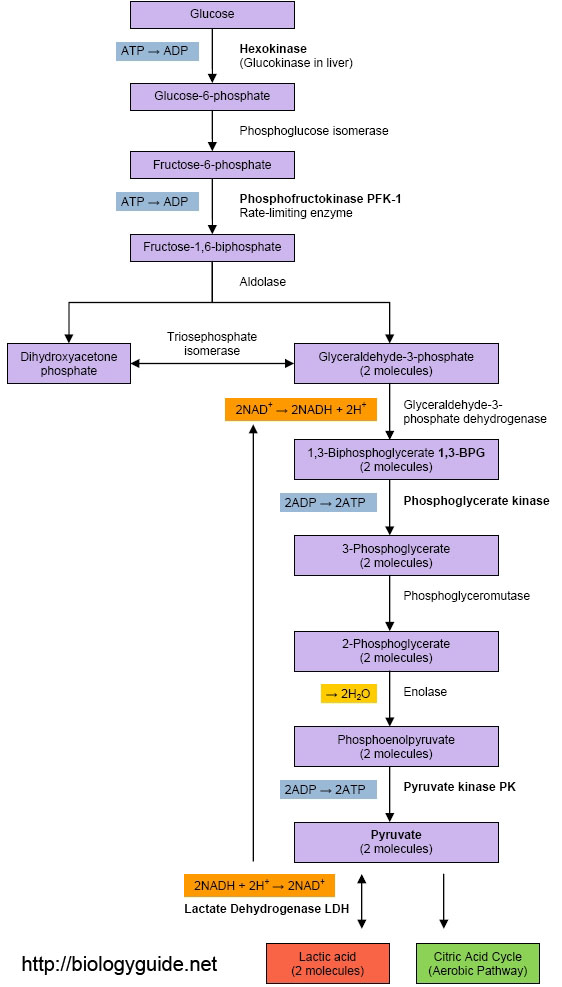 Glucose
ATP → ADP
Hexokinase
(Glucokinase in liver)
Glucose-6-phosphate
Phosphoglucose isomerase
Fructose-6-phosphate
ATP → ADP
Phosphofructokinase PFK-1
Rate-limiting enzyme
Fructose-1,6-biphosphate
Aldolase
Triosephosphate
isomerase
Dihydroxyacetone
phosphate
Glyceraldehyde-3-phosphate
(2 molecules)
2NAD⁺ → 2NADH + 2H⁺
Glyceraldehyde-3-
phosphate dehydrogenase
1,3-Biphosphoglycerate 1,3-BPG
(2 molecules)
2ADP → 2ATP
Phosphoglycerate kinase
3-Phosphoglycerate
(2 molecules)
Phosphoglyceromutase
2-Phosphoglycerate
(2 molecules)
→ 2H₂O
Enolase
Phosphoenolpyruvate
(2 molecules)
2ADP → 2ATP
Pyruvate kinase PK
Pyruvate
(2 molecules)
2NADH + 2H⁺ → 2NAD⁺
Lactate Dehydrogenase LDH
http://biologyguide.net
Lactic acid
(2 molecules)
Citric Acid Cycle
(Aerobic Pathway)